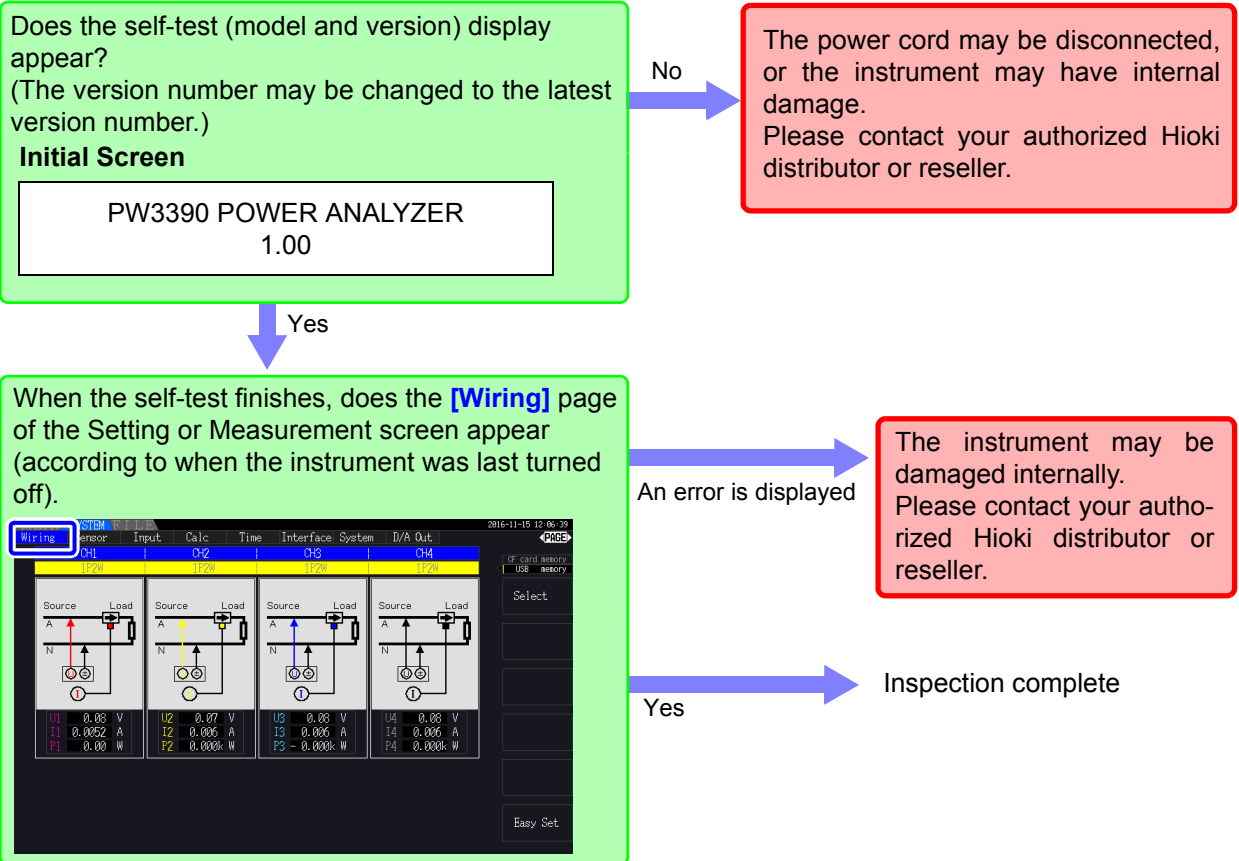 Does the self-test (model and version) display
appear?
(The version number may be changed to the latest
version number.)
Initial Screen
PW3390 POWER ANALYZER
1.00
No
The power cord may be disconnected,
or the instrument may have internal
damage.
Please contact your authorized Hioki
distributor or reseller.
Yes
When the self-test finishes, does the [Wiring] page
of the Setting or Measurement screen appear
(according to when the instrument was last turned
off).
An error is displayed
The instrument may be
damaged internally.
Please contact your autho-
rized Hioki distributor or
reseller.
Yes
Inspection complete
SYSTEM FILE 2016-11-15 12:06:39
Wiring Sensor Input Calc Time Interface System D/A Out PAGE
CH1 CH2 CH3 CH4
1P2W 1P2W 1P2W 1P2W
CF card memory
USB memory
Select
Source Load Source Load Source Load Source Load
A A A A
N N N N
U U U
I I I
U1 0.08 V U2 0.07 V U3 0.08 V U4 0.08 V
I1 0.0052 A I2 0.006 A I3 0.006 A I4 0.006 A
P1 0.00 W P2 0.000k W P3 - 0.000k W P4 0.000k W
Easy Set